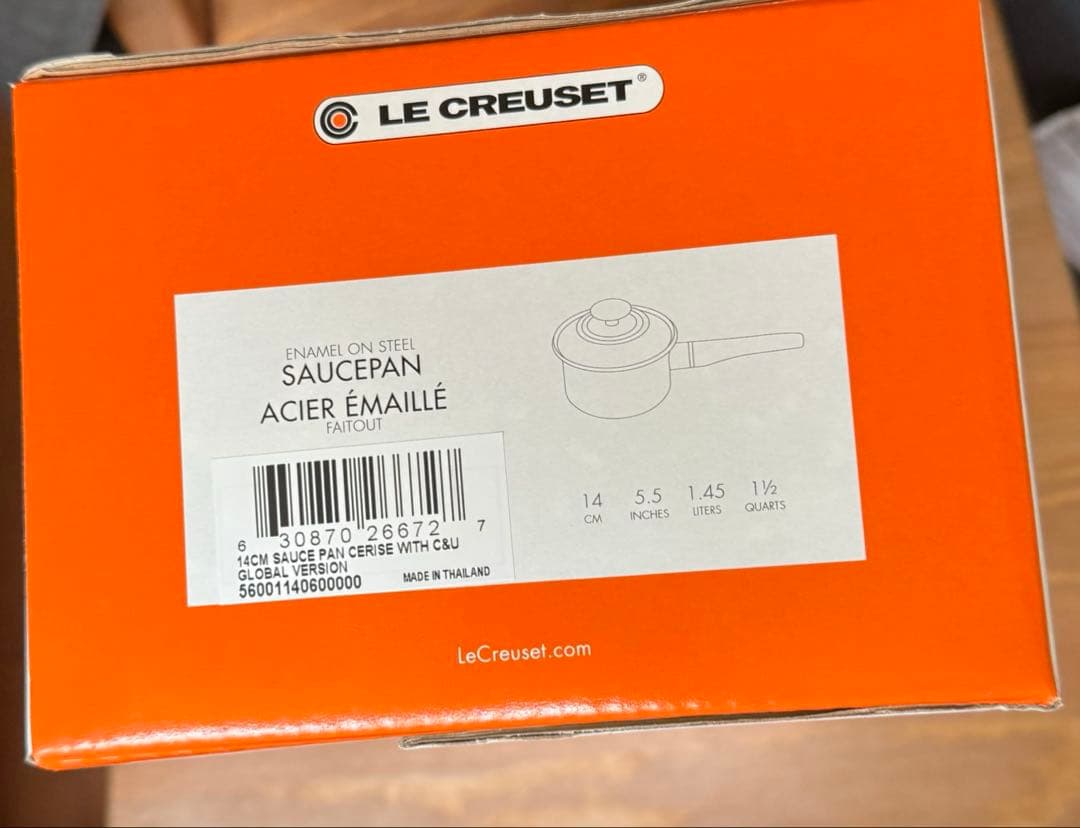 LE CREUSET®
ENAMEL ON STEEL
SAUCEPAN
ACIER ÉMAILLÉ
FAITOUT
6 30870 26672 7
14CM SAUCE PAN CERISE WITH C&U
GLOBAL VERSION
56001140600000 MADE IN THAILAND
14 5.5 1.45 1½
CM INCHES LITERS QUARTS
LeCreuset.com